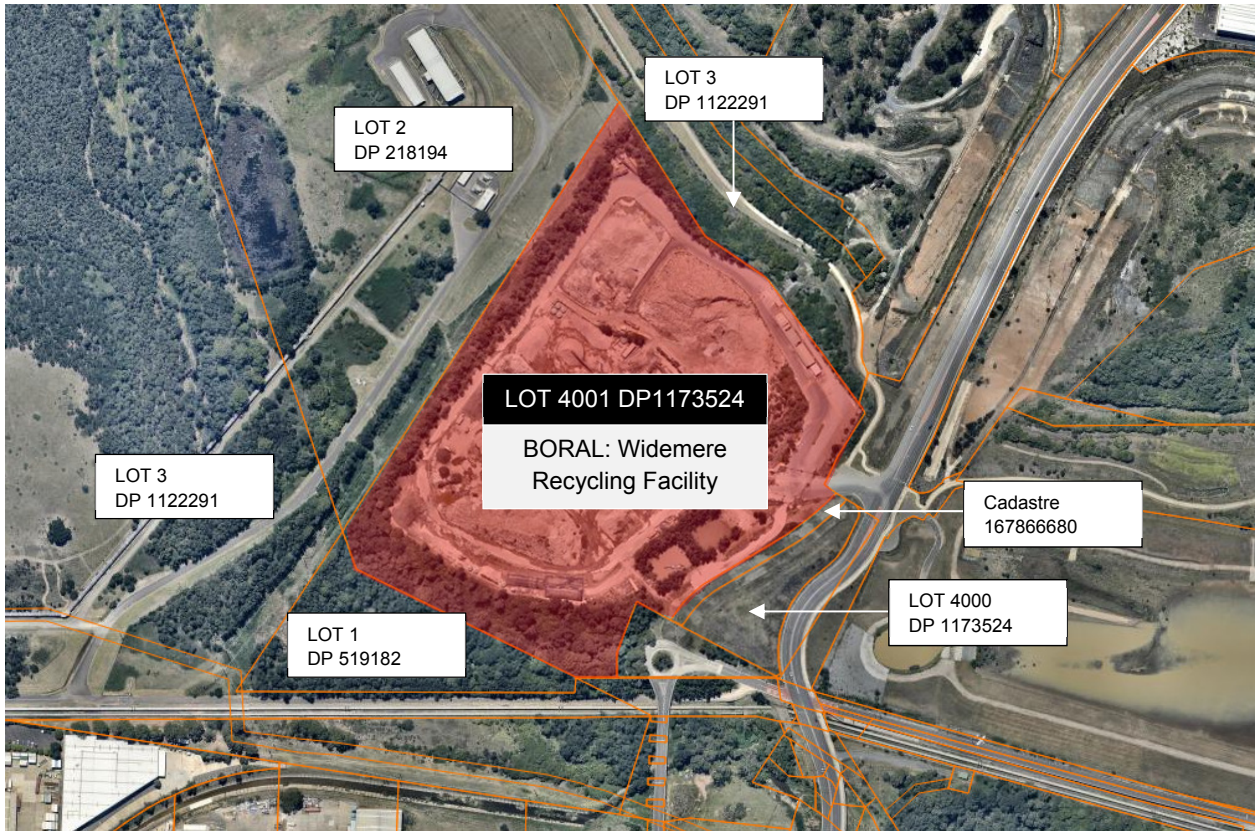 LOT 3
DP 1122291
LOT 2
DP 218194
LOT 4001 DP1173524
BORAL: Widemere
Recycling Facility
LOT 3
DP 1122291
Cadastre
167866680
LOT 4000
DP 1173524
LOT 1
DP 519182